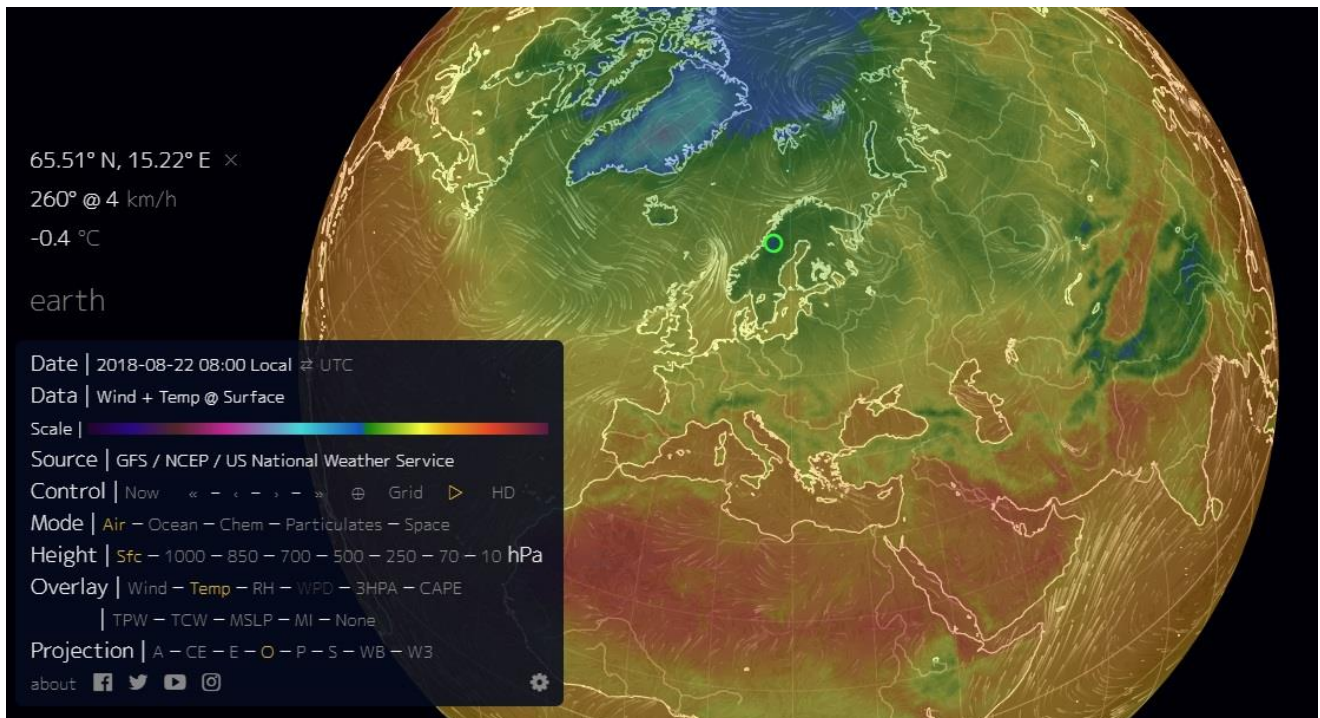 65.51° N, 15.22° E ×
260° @ 4 km/h
-0.4 °C
earth
Date | 2018-08-22 08:00 Local ⇄ UTC
Data | Wind + Temp @ Surface
Scale |
Source | GFS / NCEP / US National Weather Service
Control | Now « – ‹ – › – » ⊕ Grid ▷ HD
Mode | Air – Ocean – Chem – Particulates – Space
Height | Sfc – 1000 – 850 – 700 – 500 – 250 – 70 – 10 hPa
Overlay | Wind – Temp – RH – WPD – 3HPA – CAPE
| TPW – TCW – MSLP – MI – None
Projection | A – CE – E – O – P – S – WB – W3
about